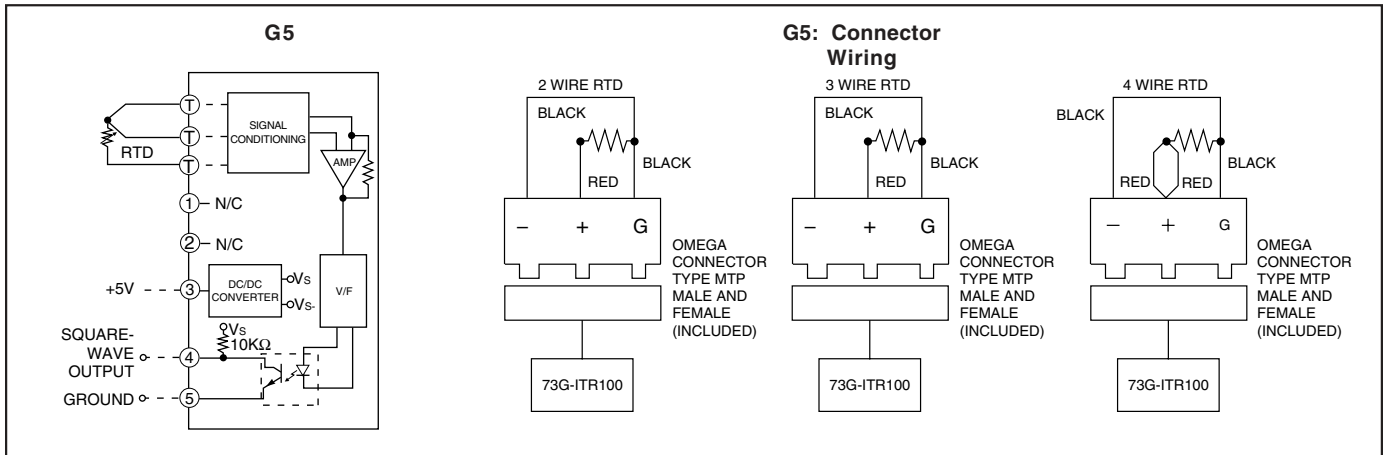 G5
T
SIGNAL
CONDITIONING
T
RTD
T
AMP
1
N/C
2
N/C
+5V
3
DC/DC
CONVERTER
VS
VS-
V/F
VS
10KΩ
SQUARE-
WAVE
OUTPUT
4
GROUND
5
G5: Connector
Wiring
2 WIRE RTD
BLACK
BLACK
RED
– + G
OMEGA
CONNECTOR
TYPE MTP
MALE AND
FEMALE
(INCLUDED)
73G-ITR100
3 WIRE RTD
BLACK
BLACK
RED
– + G
OMEGA
CONNECTOR
TYPE MTP
MALE AND
FEMALE
(INCLUDED)
73G-ITR100
4 WIRE RTD
BLACK
BLACK
RED RED
– + G
OMEGA
CONNECTOR
TYPE MTP
MALE AND
FEMALE
(INCLUDED)
73G-ITR100